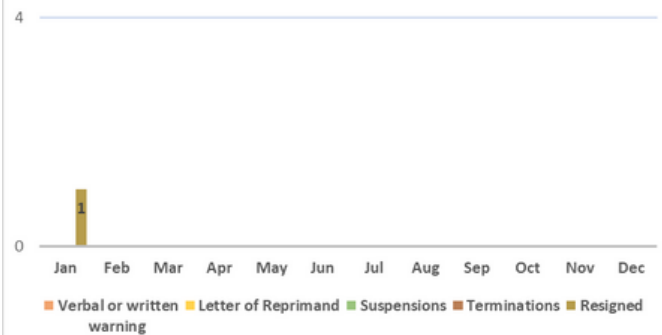 4
1
0
Jan Feb Mar Apr May Jun Jul Aug Sep Oct Nov Dec
Verbal or written warning Letter of Reprimand Suspensions Terminations Resigned